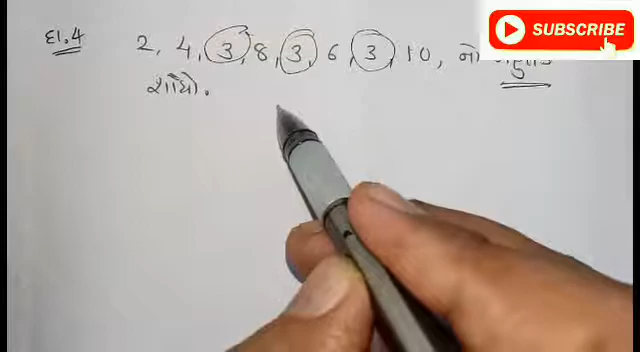 દા.4 2, 4, 3, 8, 3, 6, 3, 10, નો
શોધો.
SUBSCRIBE